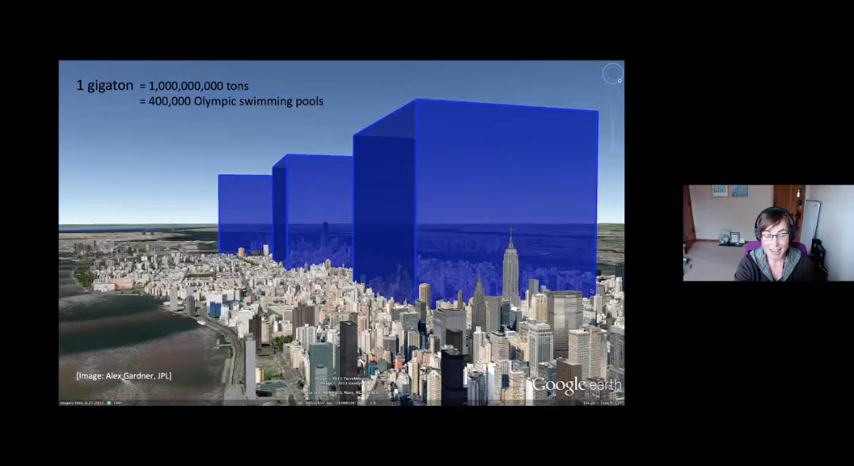 1 gigaton = 1,000,000,000 tons
= 400,000 Olympic swimming pools
[Image: Alex Gardner, JPL]
Google earth